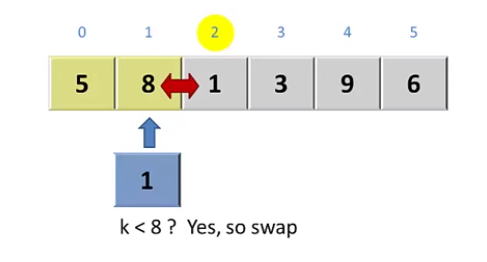 0 1 2 3 4 5
5 8 1 3 9 6
1
k < 8 ? Yes, so swap